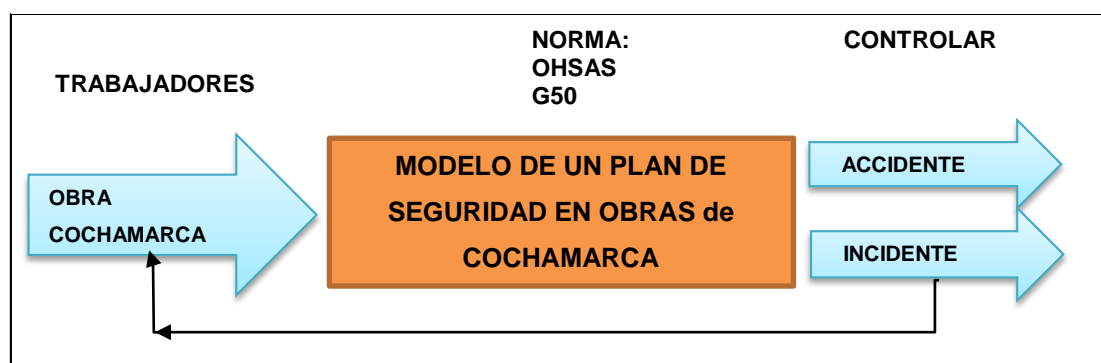 TRABAJADORES
OBRA
COCHAMARCA
NORMA:
OHSAS
G50
MODELO DE UN PLAN DE
SEGURIDAD EN OBRAS de
COCHAMARCA
CONTROLAR
ACCIDENTE
INCIDENTE